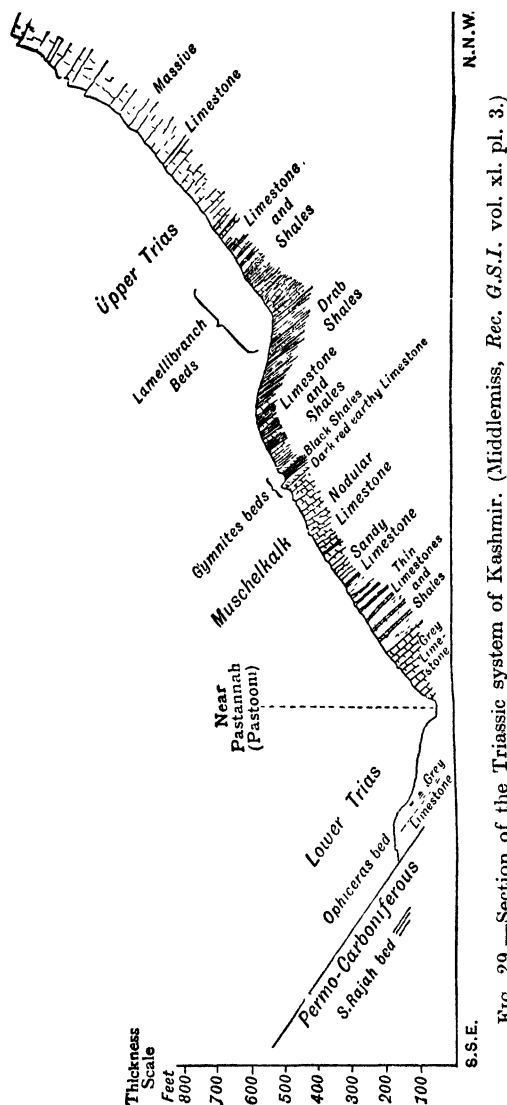 Thickness
Scale
Feet
800
700
600
500
400
300
200
100
S.S.E.
Permo-Carboniferous
S.Rajah bed
Ophiceras bed
Lower Trias
Grey
Limestone
Near
Pastannah
(Pastooni)
Muschelkalk
Grey
Lime-
stone
Thin
Limestones
and
Shales
Sandy
Limestone
Nodular
Limestone
Gymnites beds
Dark red earthy Limestone
Black Shales
Limestone
and
Shales
Lamellibranch
Beds
Drab
Shales
Upper Trias
Limestone
and
Shales
Massive
Limestone
N.N.W.
FIG. 29.—Section of the Triassic system of Kashmir. (Middlemiss, Rec. G.S.I. vol. xl. pl. 3.)